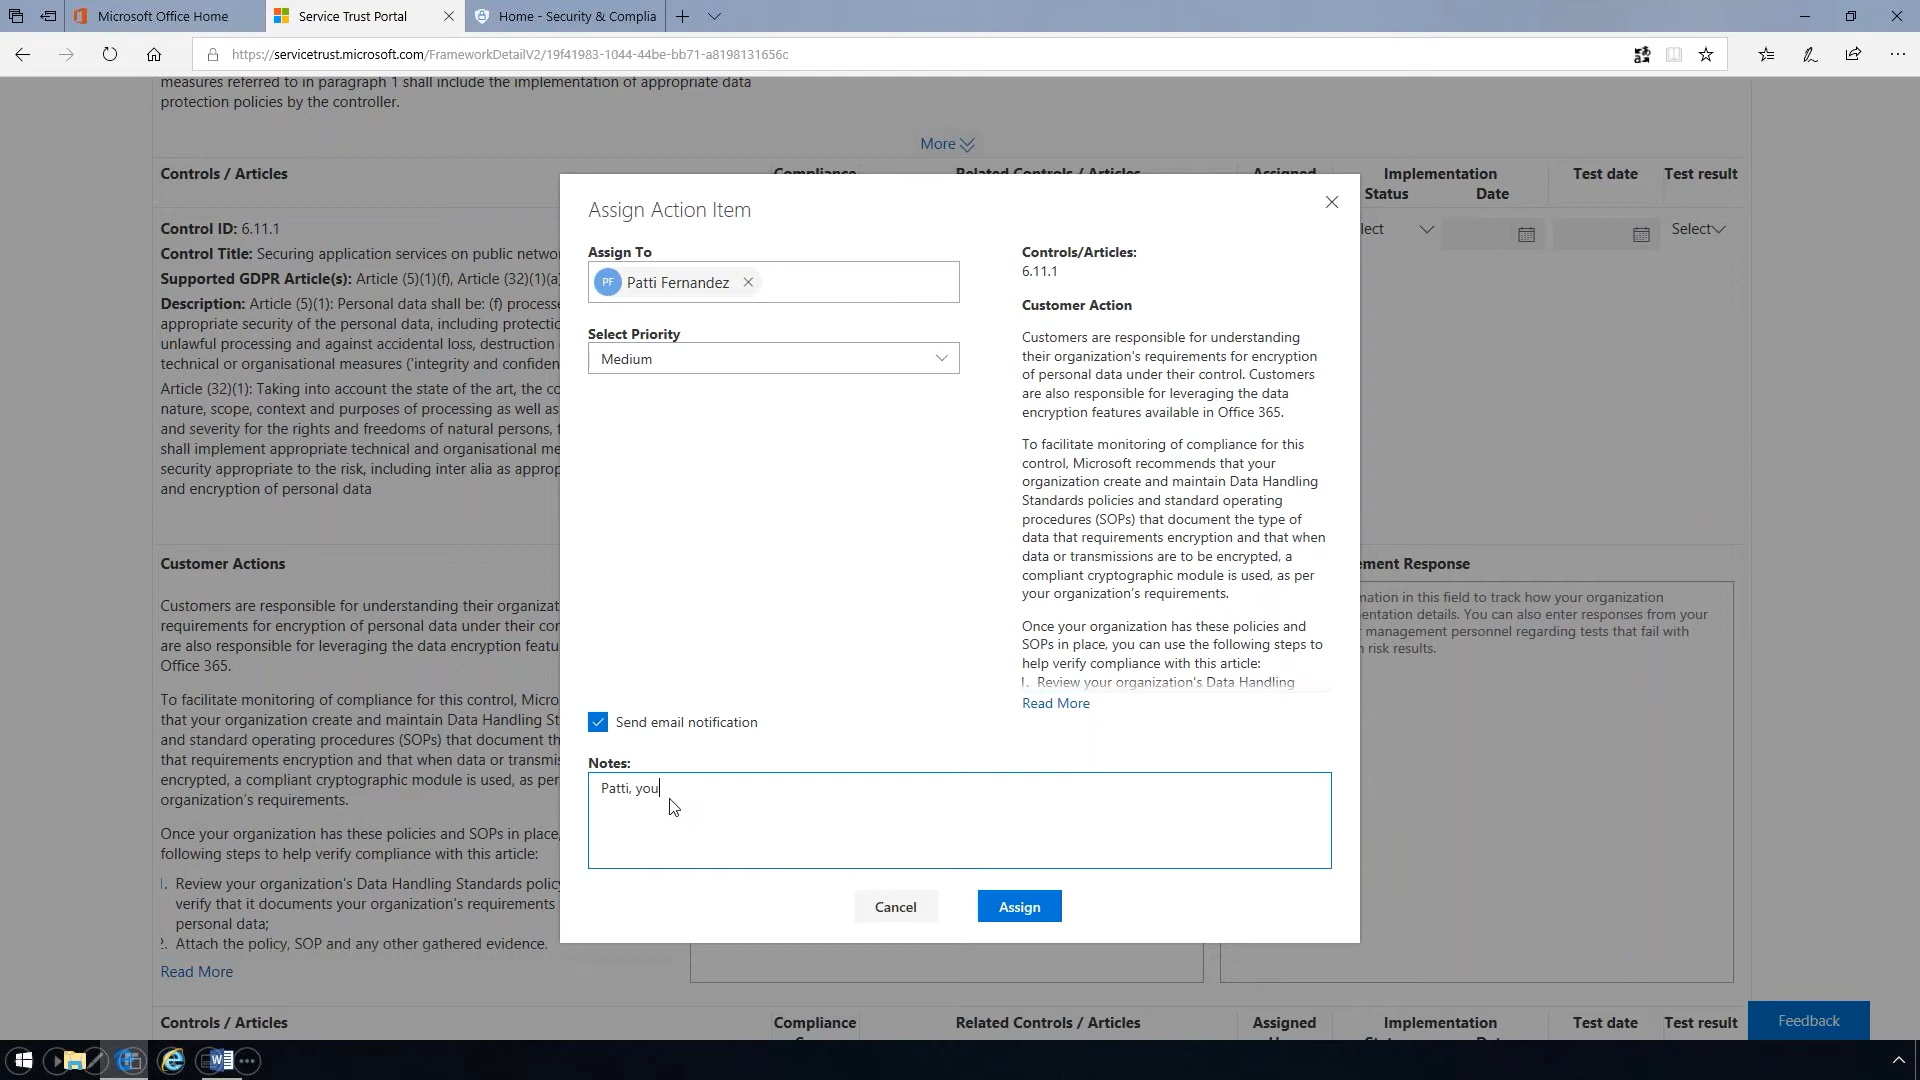 Microsoft Office Home
Service Trust Portal
Home - Security & Complia
https://servicetrust.microsoft.com/FrameworkDetailV2/19f41983-1044-44be-bb71-a8198131656c
measures referred to in paragraph 1 shall include the implementation of appropriate data
protection policies by the controller.
More
Controls / Articles
Compliance
Related Controls / Articles
Assigned
Implementation
Status
Date
Test date
Test result
Control ID: 6.11.1
Control Title: Securing application services on public netwo
Supported GDPR Article(s): Article (5)(1)(f), Article (32)(1)(a
Description: Article (5)(1): Personal data shall be: (f) processe
appropriate security of the personal data, including protectio
unlawful processing and against accidental loss, destruction
technical or organisational measures ('integrity and confiden
Article (32)(1): Taking into account the state of the art, the co
nature, scope, context and purposes of processing as well as
and severity for the rights and freedoms of natural persons, t
shall implement appropriate technical and organisational me
security appropriate to the risk, including inter alia as approp
and encryption of personal data
lect
Select
Customer Actions
Customers are responsible for understanding their organizat
requirements for encryption of personal data under their cor
are also responsible for leveraging the data encryption featu
Office 365.
To facilitate monitoring of compliance for this control, Micro
that your organization create and maintain Data Handling St
and standard operating procedures (SOPs) that document th
that requirements encryption and that when data or transmis
encrypted, a compliant cryptographic module is used, as per
organization's requirements.
Once your organization has these policies and SOPs in place,
following steps to help verify compliance with this article:
1. Review your organization's Data Handling Standards policy
verify that it documents your organization's requirements
personal data;
2. Attach the policy, SOP and any other gathered evidence.
Read More
Assign Action Item
Assign To
PF Patti Fernandez
Select Priority
Medium
Send email notification
Notes:
Patti, you
Cancel
Assign
Controls/Articles:
6.11.1
Customer Action
Customers are responsible for understanding
their organization's requirements for encryption
of personal data under their control. Customers
are also responsible for leveraging the data
encryption features available in Office 365.
To facilitate monitoring of compliance for this
control, Microsoft recommends that your
organization create and maintain Data Handling
Standards policies and standard operating
procedures (SOPs) that document the type of
data that requirements encryption and that when
data or transmissions are to be encrypted, a
compliant cryptographic module is used, as per
your organization's requirements.
Once your organization has these policies and
SOPs in place, you can use the following steps to
help verify compliance with this article:
1. Review your organization's Data Handling
Read More
ement Response
mation in this field to track how your organization
entation details. You can also enter responses from your
management personnel regarding tests that fail with
risk results.
Controls / Articles
Compliance
Related Controls / Articles
Assigned
Implementation
Test date
Test result
Feedback